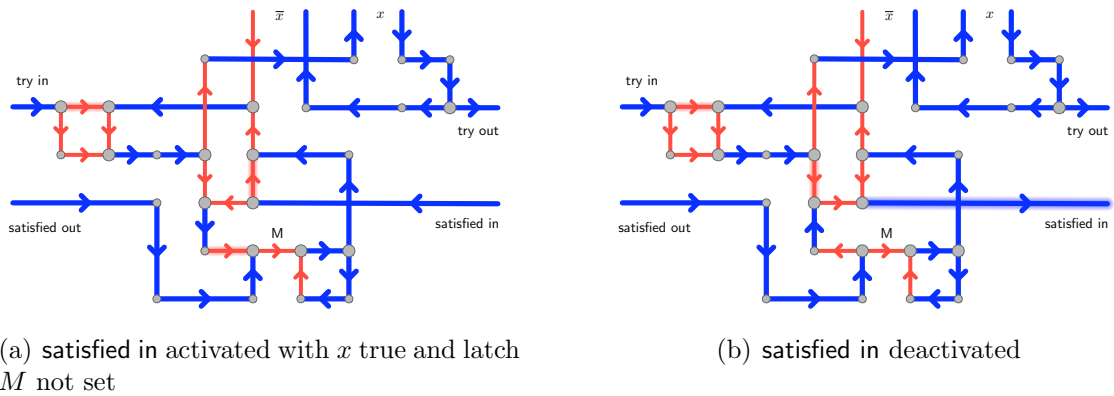 x̅ x
try in
try out
satisfied out
satisfied in
M
(a) satisfied in activated with x true and latch
M not set
x̅ x
try in
try out
satisfied out
satisfied in
M
(b) satisfied in deactivated